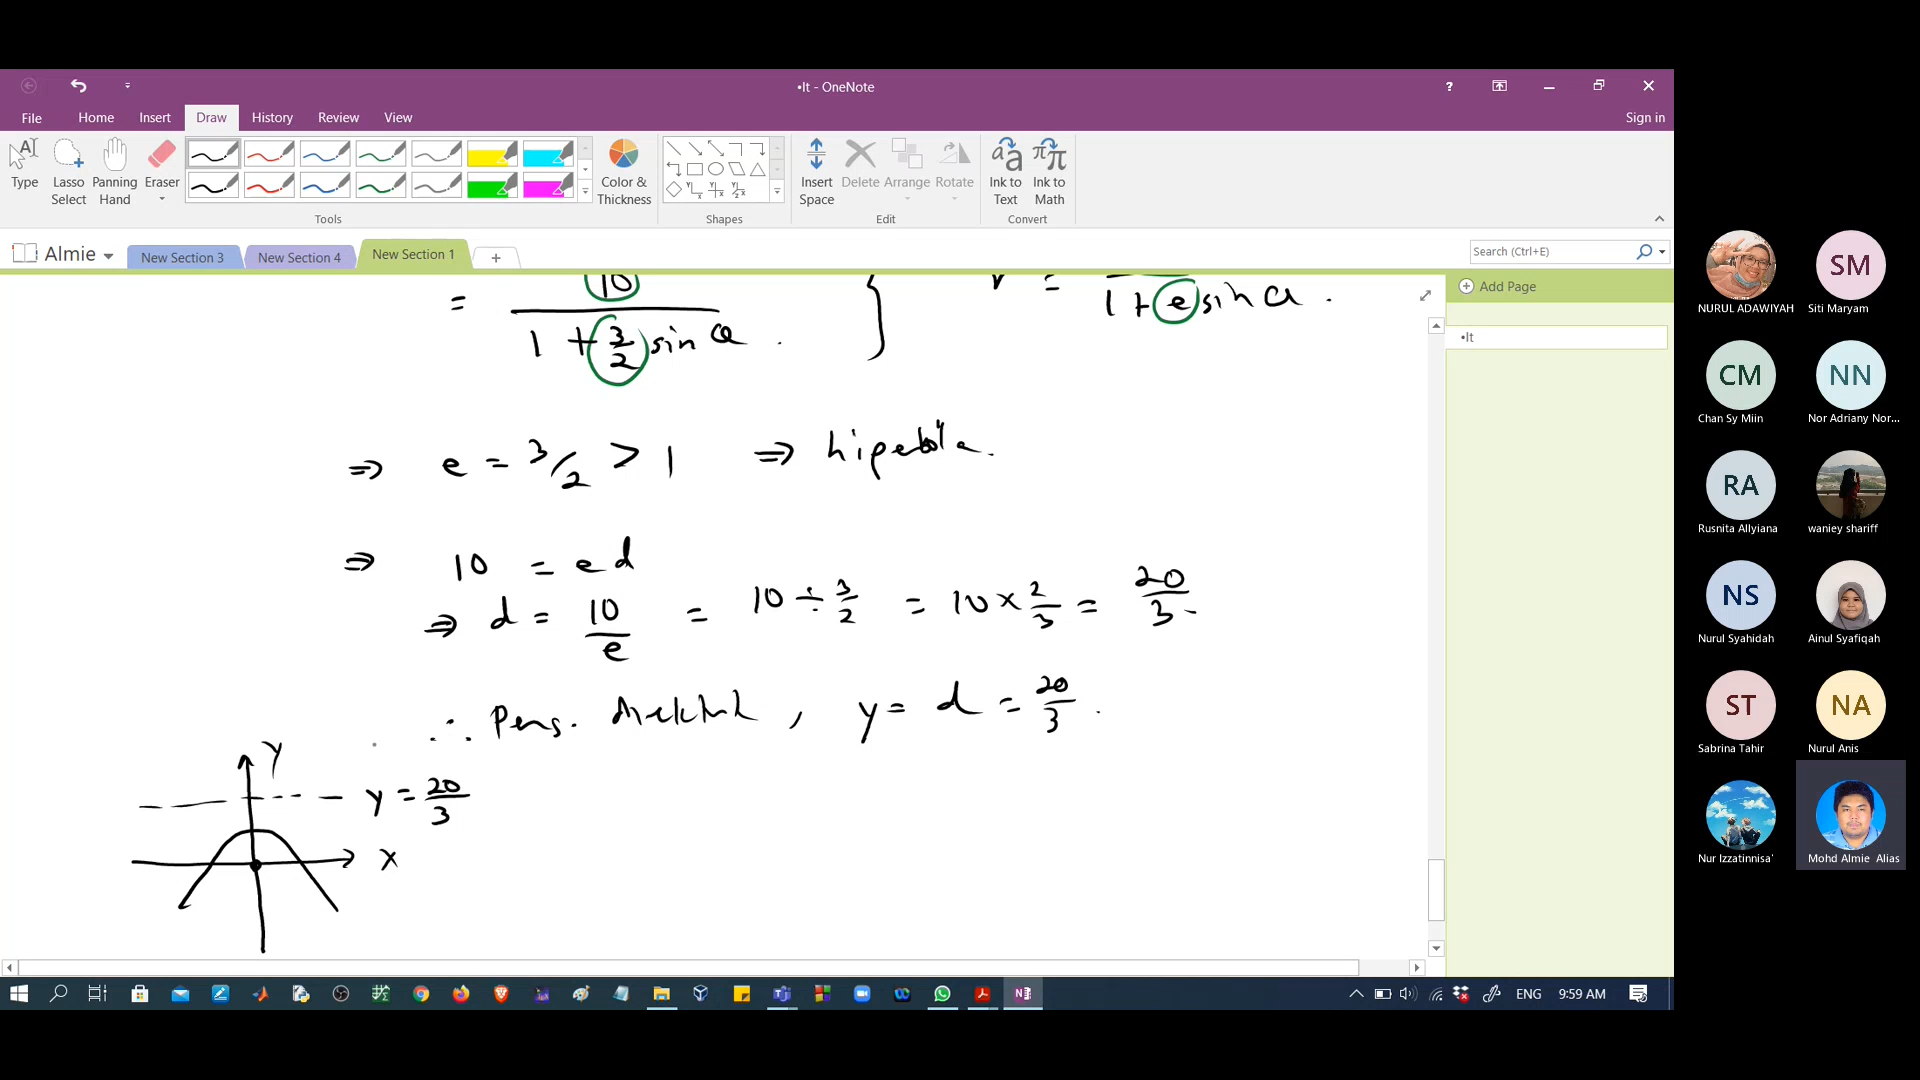 •It - OneNote
?
File Home Insert Draw History Review View
Sign in
Type
Lasso Select
Panning Hand
Eraser
Color & Thickness
Insert Space
Delete
Arrange
Rotate
Ink to Text
Ink to Math
Tools Shapes Edit Convert
Almie New Section 3 New Section 4 New Section 1 +
Search (Ctrl+E)
Add Page
•It
= 10 / (1 + 3/2 sin θ) . } r = / (1 + e sin θ) .
⇒ e = 3/2 > 1 ⇒ hiperbola.
⇒ 10 = ed
⇒ d = 10/e = 10 ÷ 3/2 = 10 × 2/3 = 20/3 .
∴ Pers. direktrik , y = d = 20/3 .
y
y = 20/3
x
NURUL ADAWIYAH
SM
Siti Maryam
CM
Chan Sy Miin
NN
Nor Adriany Nor...
RA
Rusnita Allyiana
waniey shariff
NS
Nurul Syahidah
Ainul Syafiqah
ST
Sabrina Tahir
NA
Nurul Anis
Nur Izzatinnisa'
Mohd Almie Alias
ENG 9:59 AM